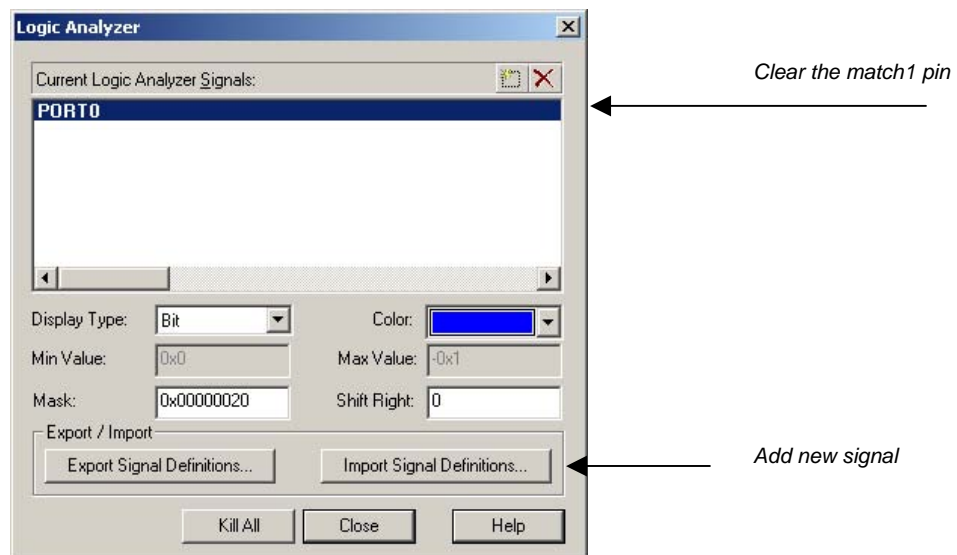 Logic Analyzer
Current Logic Analyzer Signals:
Clear the match1 pin
PORT0
Display Type: Bit Color:
Min Value: 0x0 Max Value: -0x1
Mask: 0x00000020 Shift Right: 0
Export / Import
Export Signal Definitions... Import Signal Definitions...
Add new signal
Kill All Close Help